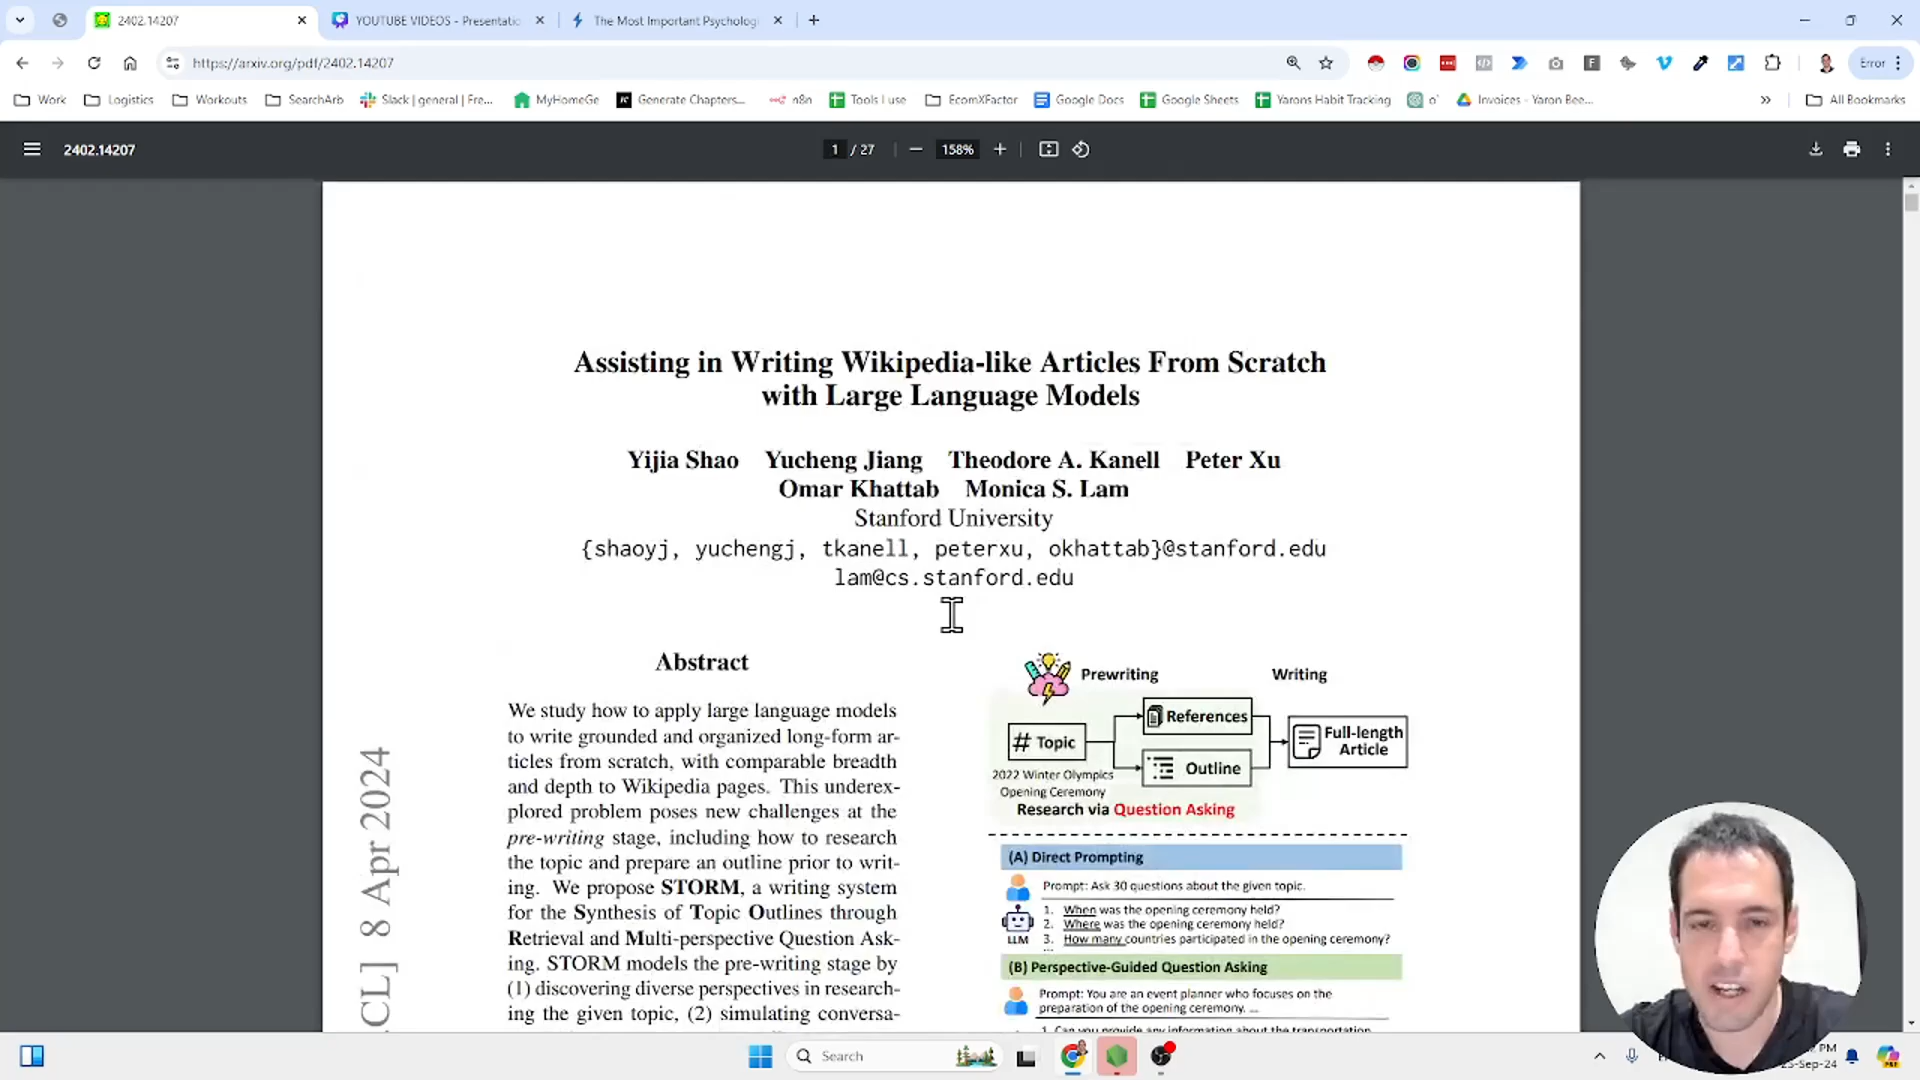 2402.14207
YOUTUBE VIDEOS - Presentatio
The Most Important Psycholog
https://arxiv.org/pdf/2402.14207
Error
Work
Logistics
Workouts
SearchArb
Slack | general | Fre...
MyHomeGe
Generate Chapters...
n8n
Tools I use
EcomXFactor
Google Docs
Google Sheets
Yarons Habit Tracking
o'
Invoices - Yaron Bee...
»
All Bookmarks
2402.14207
1 / 27
158%
Assisting in Writing Wikipedia-like Articles From Scratch
with Large Language Models
Yijia Shao Yucheng Jiang Theodore A. Kanell Peter Xu
Omar Khattab Monica S. Lam
Stanford University
{shaoyj, yuchengj, tkanell, peterxu, okhattab}@stanford.edu
lam@cs.stanford.edu
Abstract
We study how to apply large language models
to write grounded and organized long-form ar-
ticles from scratch, with comparable breadth
and depth to Wikipedia pages. This underex-
plored problem poses new challenges at the
pre-writing stage, including how to research
the topic and prepare an outline prior to writ-
ing. We propose STORM, a writing system
for the Synthesis of Topic Outlines through
Retrieval and Multi-perspective Question Ask-
ing. STORM models the pre-writing stage by
(1) discovering diverse perspectives in research-
ing the given topic, (2) simulating conversa-
CL] 8 Apr 2024
Prewriting
Writing
# Topic
References
Outline
Full-length
Article
2022 Winter Olympics
Opening Ceremony
Research via Question Asking
(A) Direct Prompting
Prompt: Ask 30 questions about the given topic.
1. When was the opening ceremony held?
2. Where was the opening ceremony held?
3. How many countries participated in the opening ceremony?
...
LLM
(B) Perspective-Guided Question Asking
Prompt: You are an event planner who focuses on the
preparation of the opening ceremony. ...
1. Can you provide any information about the transportation
Search
PM
-Sep-24